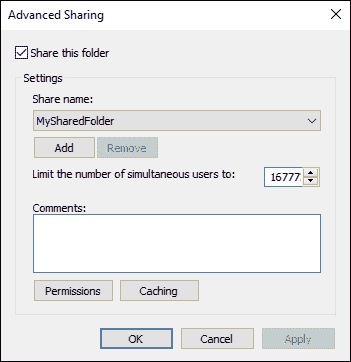 Advanced Sharing
Share this folder
Settings
Share name:
MySharedFolder
Add Remove
Limit the number of simultaneous users to: 16777
Comments:
Permissions Caching
OK Cancel Apply